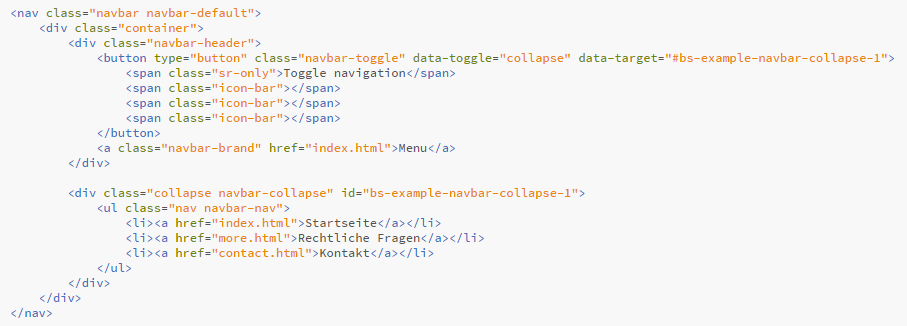 <nav class="navbar navbar-default">
    <div class="container">
        <div class="navbar-header">
            <button type="button" class="navbar-toggle" data-toggle="collapse" data-target="#bs-example-navbar-collapse-1">
                <span class="sr-only">Toggle navigation</span>
                <span class="icon-bar"></span>
                <span class="icon-bar"></span>
                <span class="icon-bar"></span>
            </button>
            <a class="navbar-brand" href="index.html">Menu</a>
        </div>

        <div class="collapse navbar-collapse" id="bs-example-navbar-collapse-1">
            <ul class="nav navbar-nav">
                <li><a href="index.html">Startseite</a></li>
                <li><a href="more.html">Rechtliche Fragen</a></li>
                <li><a href="contact.html">Kontakt</a></li>
            </ul>
        </div>
    </div>
</nav>